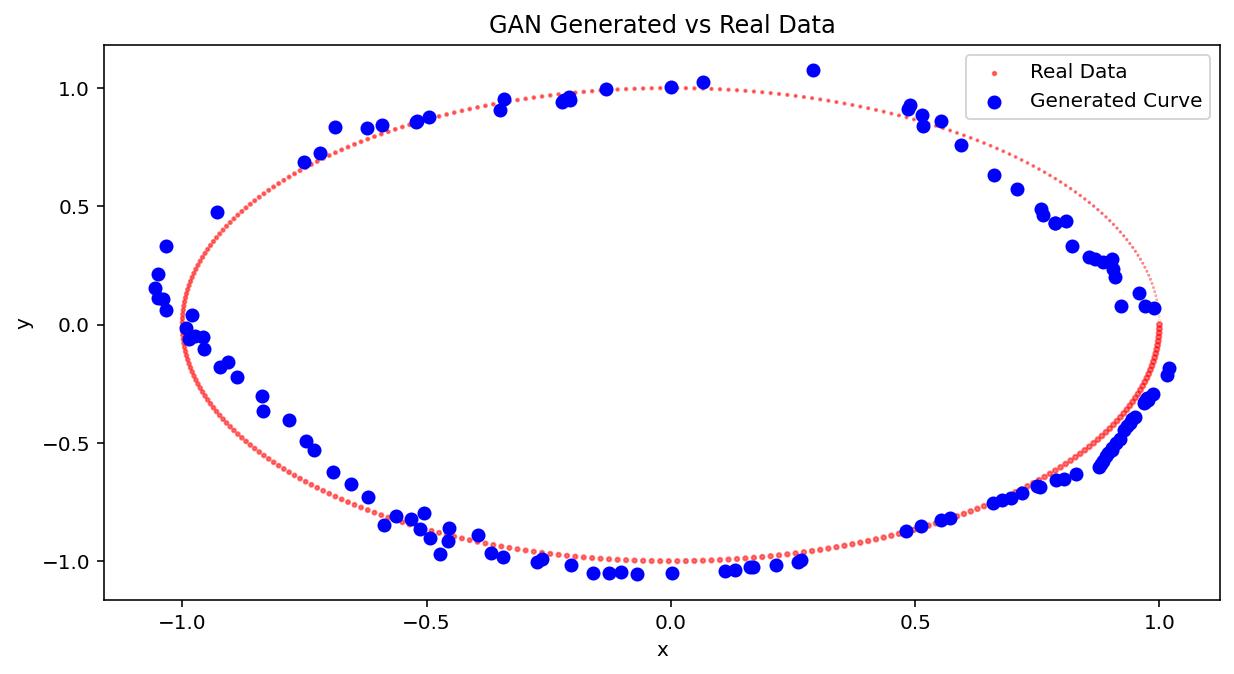 GAN Generated vs Real Data
Real Data
Generated Curve
y
1.0
0.5
0.0
−0.5
−1.0
−1.0 −0.5 0.0 0.5 1.0
x